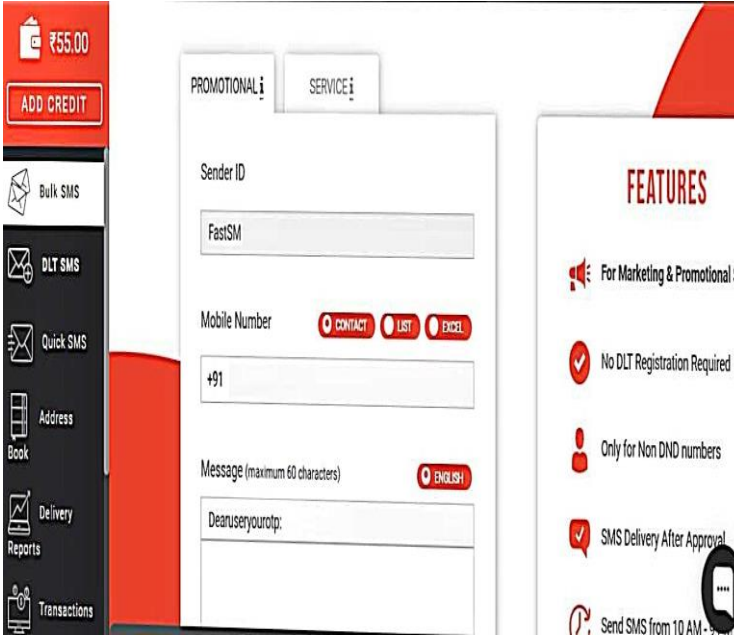 ₹55.00
ADD CREDIT
Bulk SMS
DLT SMS
Quick SMS
Address
Book
Delivery
Reports
Transactions
PROMOTIONAL i
SERVICE i
Sender ID
FastSM
Mobile Number
CONTACT
LIST
EXCEL
+91
Message (maximum 60 characters)
ENGLISH
Dearuseryourotp:
FEATURES
For Marketing & Promotional S
No DLT Registration Required
Only for Non DND numbers
SMS Delivery After Approval
Send SMS from 10 AM -